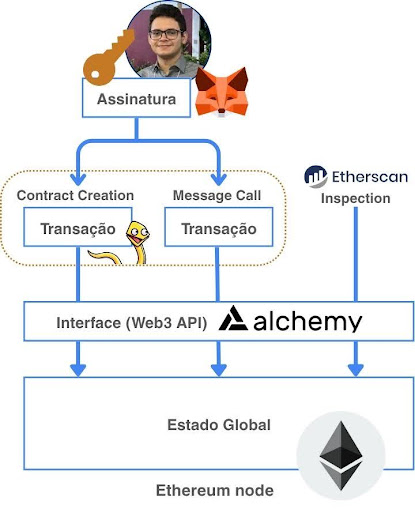 Assinatura
Contract Creation
Message Call
Etherscan
Inspection
Transação
Transação
Interface (Web3 API)
alchemy
Estado Global
Ethereum node